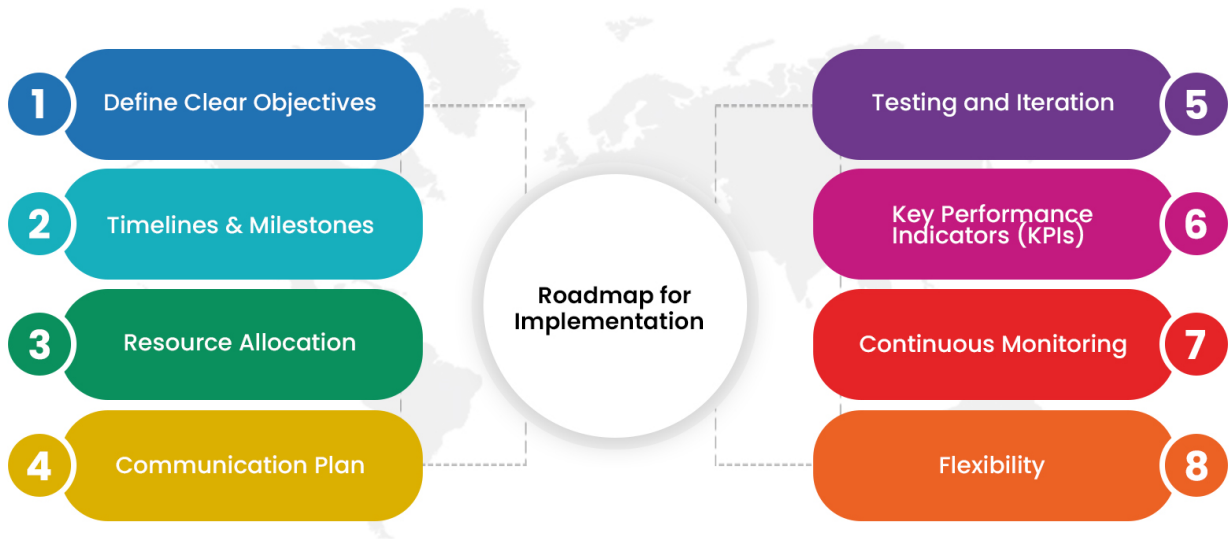 1
Define Clear Objectives
2
Timelines & Milestones
3
Resource Allocation
4
Communication Plan
Roadmap for
Implementation
Testing and Iteration
5
Key Performance
Indicators (KPIs)
6
Continuous Monitoring
7
Flexibility
8